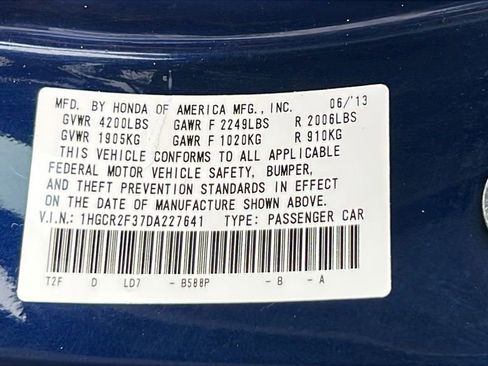 MFD. BY HONDA OF AMERICA MFG., INC. 06/13
GVWR 4200LBS GAWR F 2249LBS R 2006LBS
GVWR 1905KG GAWR F 1020KG R 910KG
THIS VEHICLE CONFORMS TO ALL APPLICABLE
FEDERAL MOTOR VEHICLE SAFETY, BUMPER,
AND THEFT PREVENTION STANDARDS IN EFFECT
ON THE DATE OF MANUFACTURE SHOWN ABOVE.
V.I.N.: 1HGCR2F37DA227641 TYPE: PASSENGER CAR
T2F D LD7 - B588P - B - A